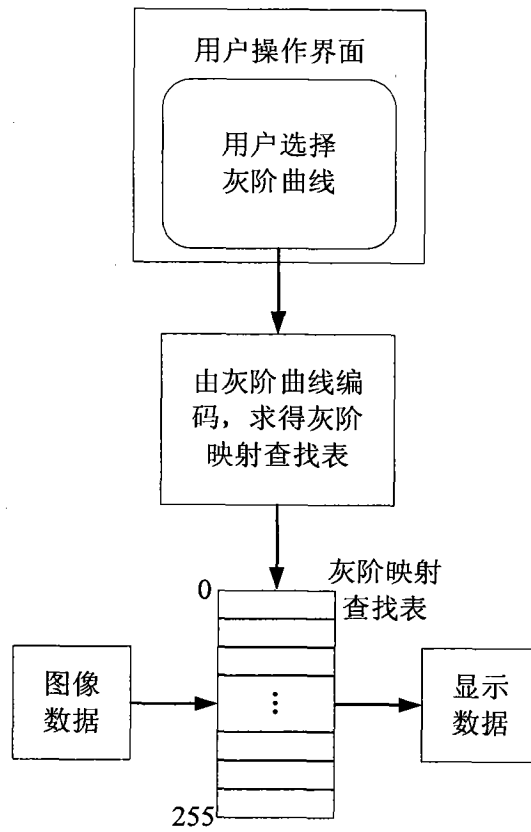 用户操作界面
用户选择
灰阶曲线
由灰阶曲线编
码，求得灰阶
映射查找表
0
灰阶映射
查找表
图像
数据
⋮
显示
数据
255